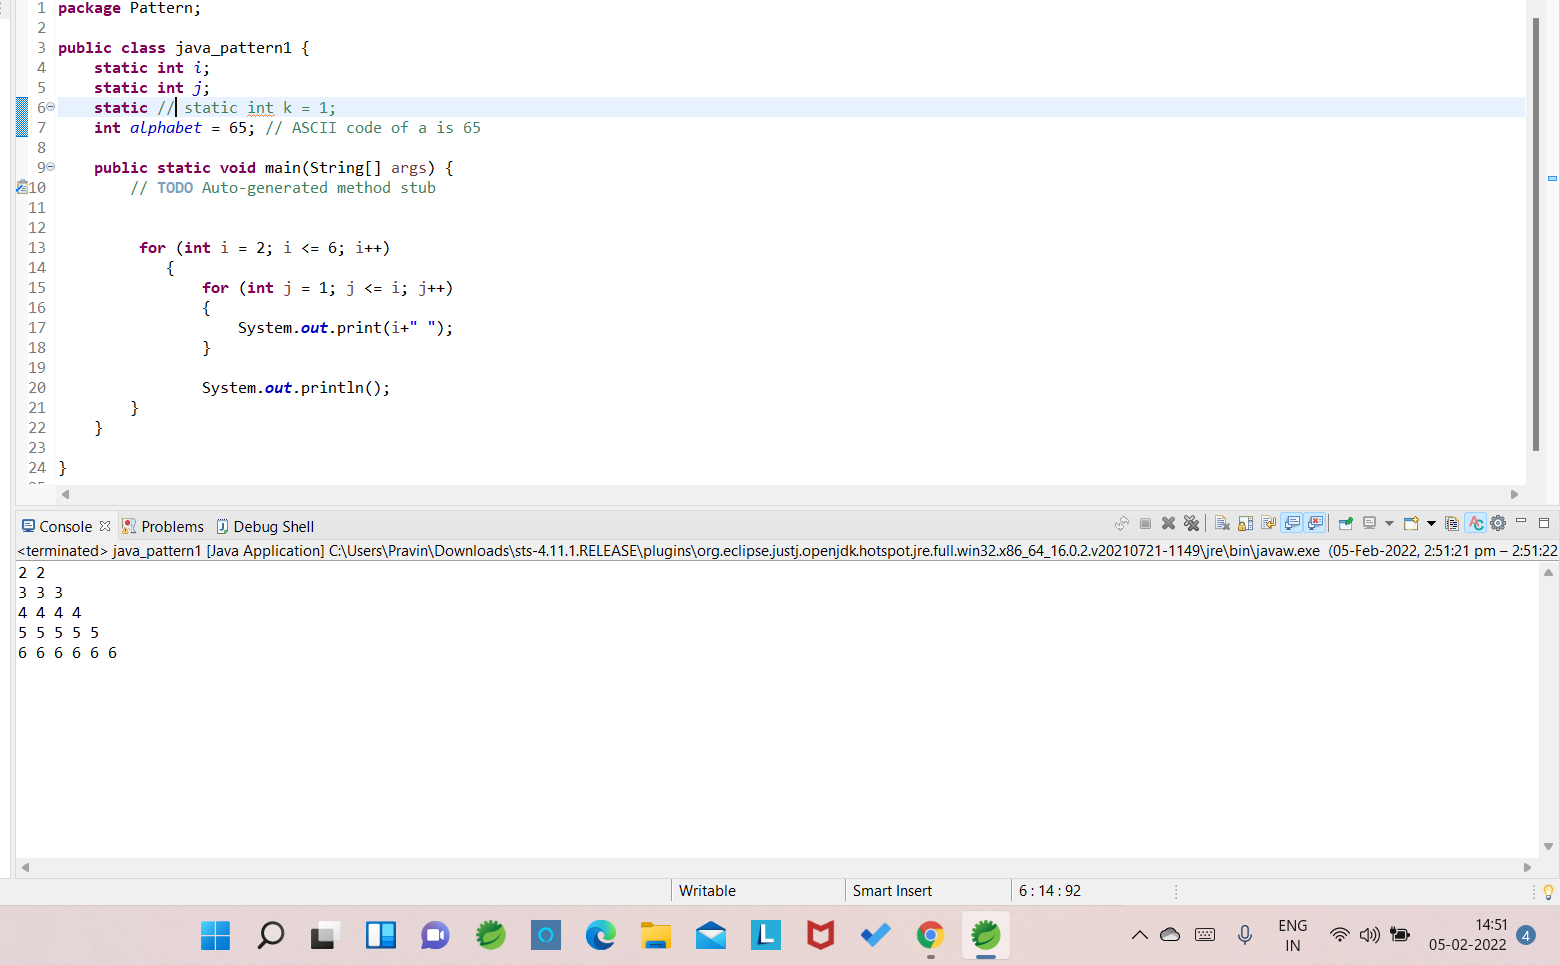 1 package Pattern;
2
3 public class java_pattern1 {
4     static int i;
5     static int j;
6     static // static int k = 1;
7     int alphabet = 65; // ASCII code of a is 65
8
9     public static void main(String[] args) {
10         // TODO Auto-generated method stub
11
12
13          for (int i = 2; i <= 6; i++)
14             {
15                 for (int j = 1; j <= i; j++)
16                 {
17                     System.out.print(i+" ");
18                 }
19
20                 System.out.println();
21         }
22     }
23
24 }
Console Problems Debug Shell
<terminated> java_pattern1 [Java Application] C:\Users\Pravin\Downloads\sts-4.11.1.RELEASE\plugins\org.eclipse.justj.openjdk.hotspot.jre.full.win32.x86_64_16.0.2.v20210721-1149\jre\bin\javaw.exe (05-Feb-2022, 2:51:21 pm – 2:51:22
2 2
3 3 3
4 4 4 4
5 5 5 5 5
6 6 6 6 6 6
Writable Smart Insert 6 : 14 : 92
ENG 14:51
IN 05-02-2022 4